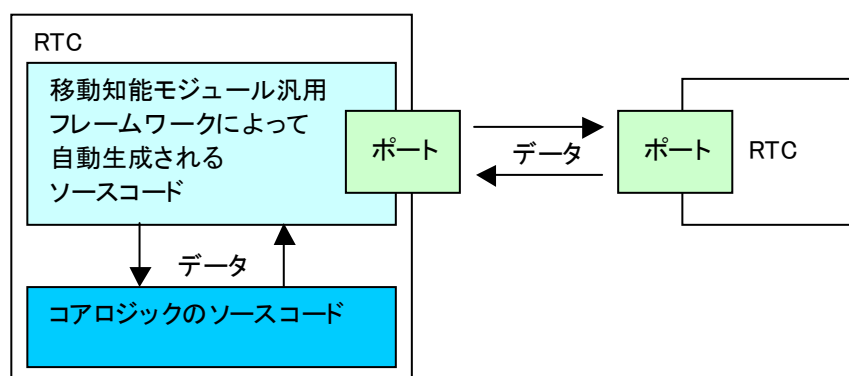 RTC
移動知能モジュール汎用
フレームワークによって
自動生成される
ソースコード
ポート
データ
ポート
RTC
データ
コアロジックのソースコード